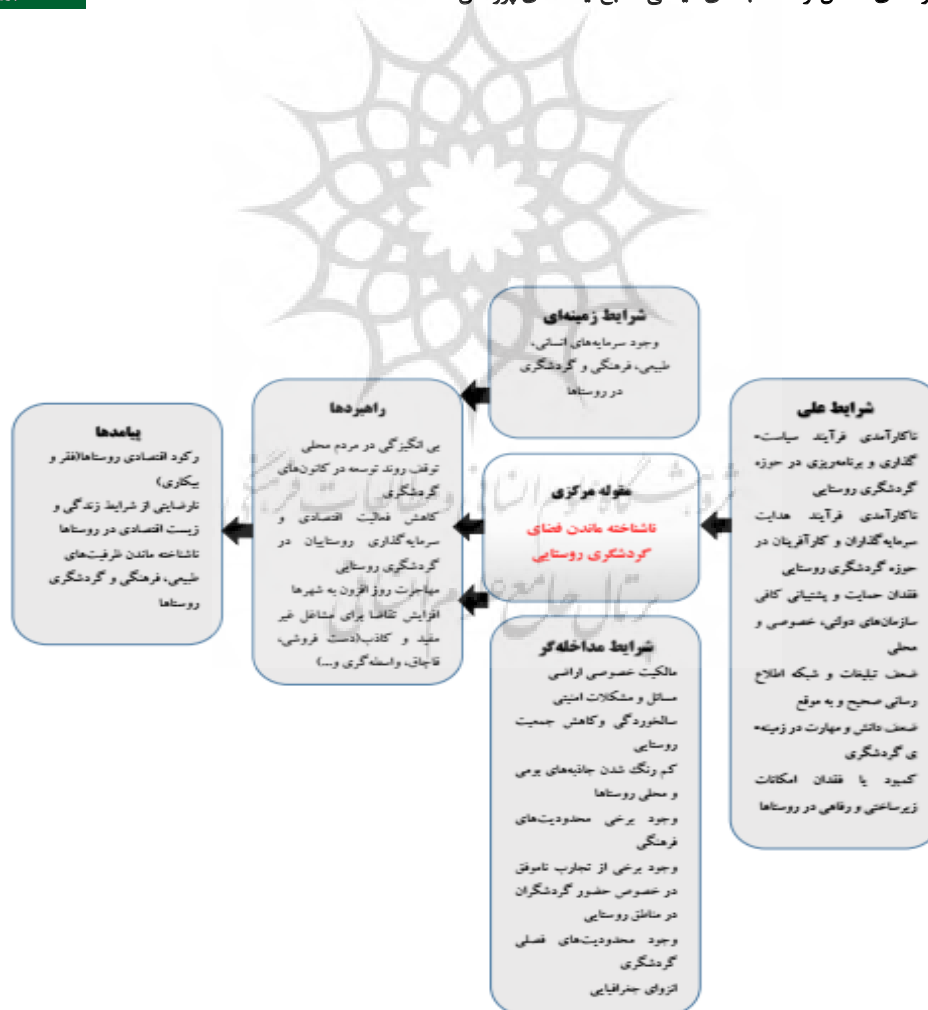 شرایط زمینه‌ای
وجود سرمایه‌های انسانی،
طبیعی، فرهنگی و گردشگری
در روستاها
شرایط علی
ناکارآمدی فرآیند سیاست-
گذاری و برنامه‌ریزی در حوزه
گردشگری روستایی
ناکارآمدی فرآیند هدایت
سرمایه‌گذاران و کارآفرینان در
حوزه گردشگری روستایی
فقدان حمایت و پشتیبانی کافی
سازمان‌های دولتی، خصوصی و
محلی
ضعف تبلیغات و شبکه اطلاع
رسانی صحیح و به موقع
ضعف دانش و مهارت در زمینه-
ی گردشگری
کمبود یا فقدان امکانات
زیرساختی و رفاهی در روستاها
مقوله مرکزی
ناشناخته ماندن فضای
گردشگری روستایی
شرایط مداخله‌گر
مالکیت خصوصی اراضی
مسائل و مشکلات امنیتی
سالخوردگی وکاهش جمعیت
روستایی
کم رنگ شدن جاذبه‌های بومی
و محلی روستاها
وجود برخی محدودیت‌های
فرهنگی
وجود برخی از تجارب ناموفق
در خصوص حضور گردشگران
در مناطق روستایی
وجود محدودیت‌های فصلی
گردشگری
انزوای جغرافیایی
راهبردها
بی انگیزگی در مردم محلی
توقف روند توسعه در کانون‌های
گردشگری
کاهش فعالیت اقتصادی و
سرمایه‌گذاری روستاییان در
گردشگری روستایی
مهاجرت روز افزون به شهرها
افزایش تقاضا برای مشاغل غیر
مفید و کاذب(دست فروشی،
قاچاق، واسطه‌گری و...)
پیامدها
رکود اقتصادی روستاها(فقر و
بیکاری)
نارضایتی از شرایط زندگی و
زیست اقتصادی در روستاها
ناشناخته ماندن ظرفیت‌های
طبیعی، فرهنگی و گردشگری
روستاها
پژوهشگاه علوم انسانی و مطالعات فرهنگی
پرتال جامع علوم انسانی